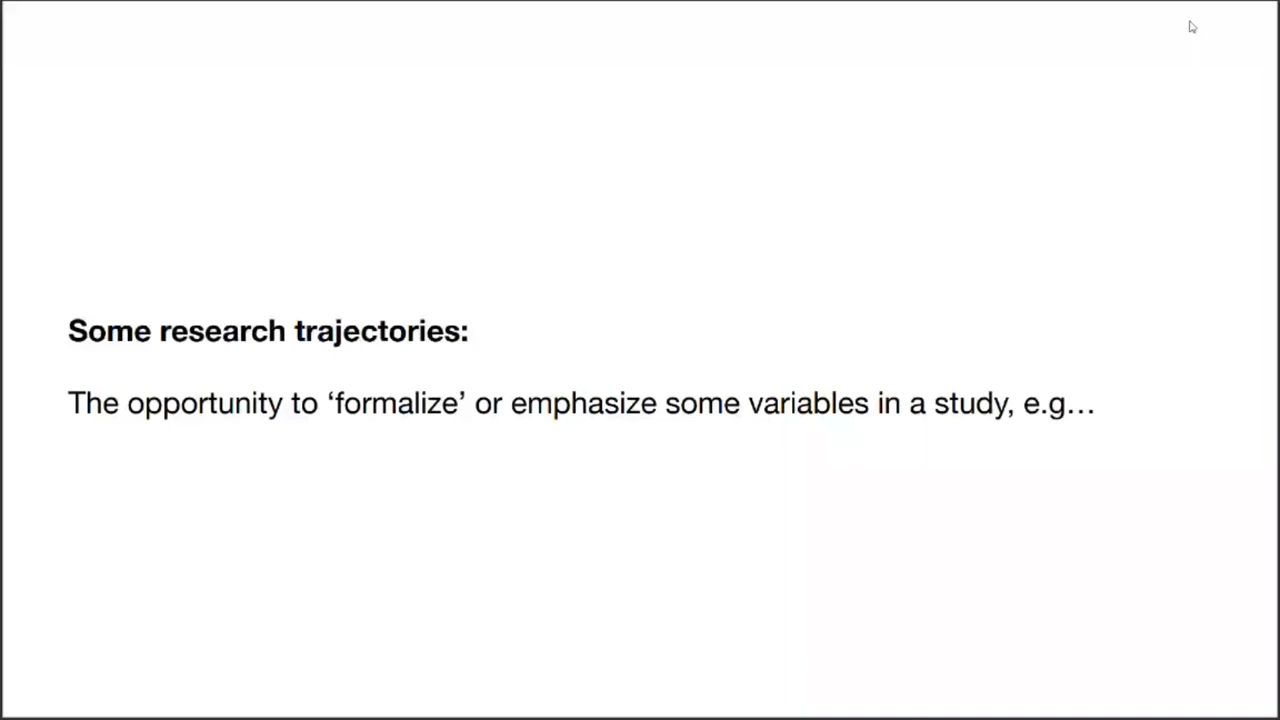 Some research trajectories:
The opportunity to ‘formalize’ or emphasize some variables in a study, e.g…